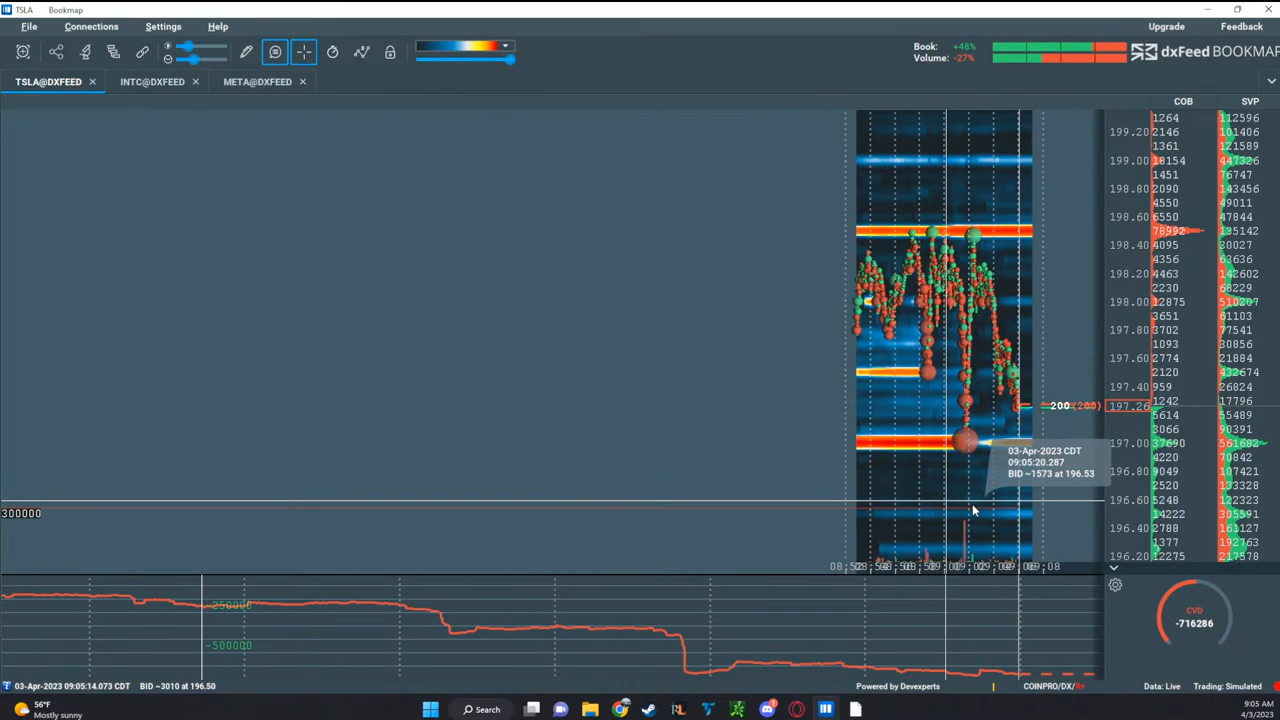 TSLA Bookmap
File Connections Settings Help Upgrade Feedback
Book: +48%
Volume: -27%
dxFeed BOOKMAP
TSLA@DXFEED INTC@DXFEED META@DXFEED
COB SVP
1264 112596
199.20 2146 101406
1361 121589
199.00 18154 447326
1451 76747
198.80 2090 143456
4550 49011
198.60 6550 47844
78992 135142
198.40 4095 30027
4356 63636
198.20 4463 142602
2230 68229
198.00 12875 510207
3651 61103
197.80 3702 77541
1093 30856
197.60 2774 21884
2120 432674
197.40 959 26824
1242 17796
200 (200) 197.26
5614 55489
3066 90391
197.00 37690 561682
4220 70842
196.80 9049 107421
2520 133328
196.60 5248 122323
14222 305591
196.40 2788 161127
1377 192763
196.20 12275 217578
03-Apr-2023 CDT
09:05:20.287
BID ~1573 at 196.53
300000
-250000
-500000
CVD
-716286
03-Apr-2023 09:05:14.073 CDT BID ~3010 at 196.50
Powered by Devexperts
COINPRO/DX/R+ Data: Live Trading: Simulated
56°F
Mostly sunny
Search
9:05 AM
4/3/2023